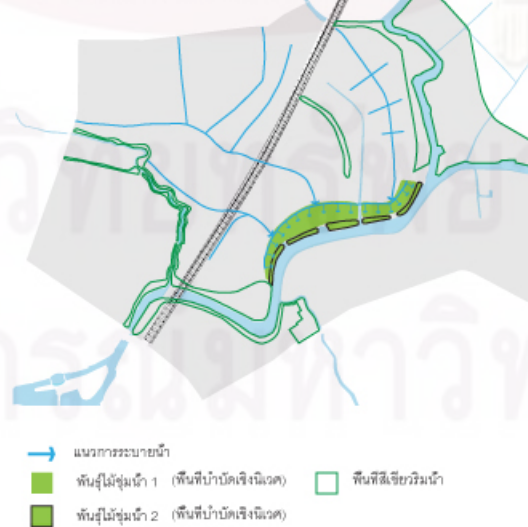 แนวการระบายน้ำ
พันธุ์ไม้ชุ่มน้ำ 1 (พื้นที่บำบัดเชิงนิเวศ)
พื้นที่สีเขียวริมน้ำ
พันธุ์ไม้ชุ่มน้ำ 2 (พื้นที่บำบัดเชิงนิเวศ)